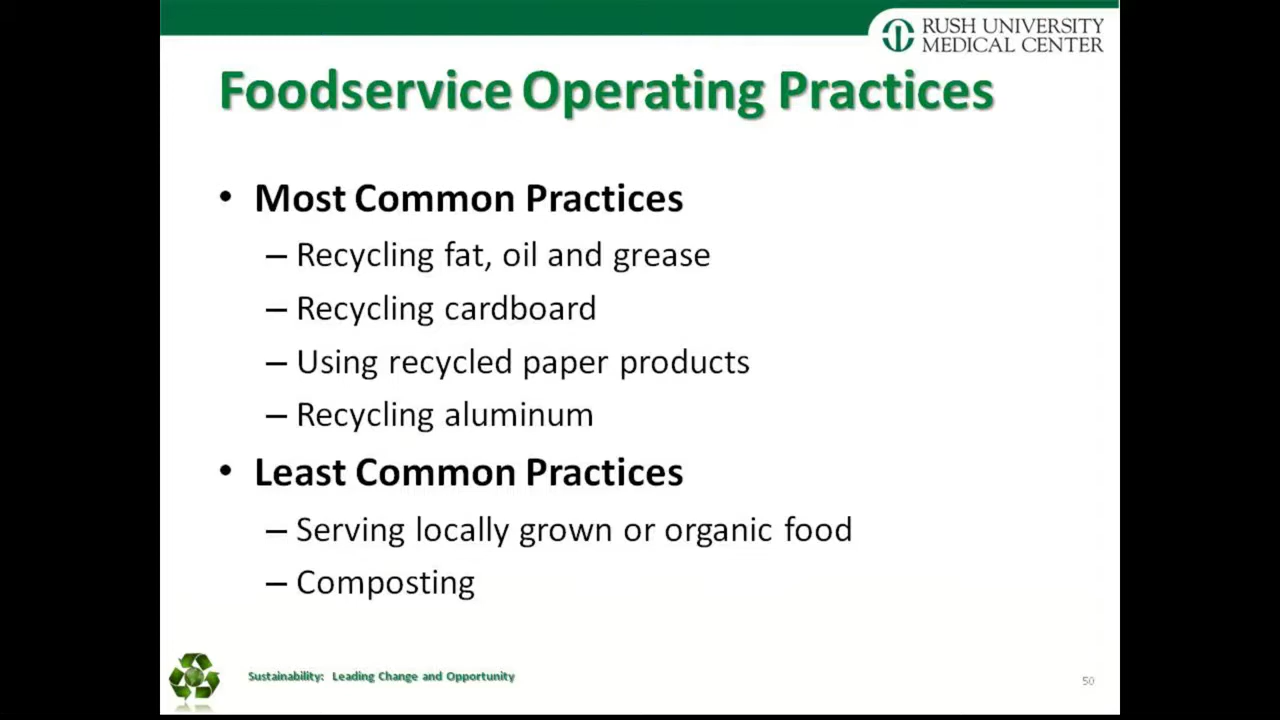 RUSH UNIVERSITY
MEDICAL CENTER
Foodservice Operating Practices
• Most Common Practices
– Recycling fat, oil and grease
– Recycling cardboard
– Using recycled paper products
– Recycling aluminum
• Least Common Practices
– Serving locally grown or organic food
– Composting
Sustainability: Leading Change and Opportunity
50